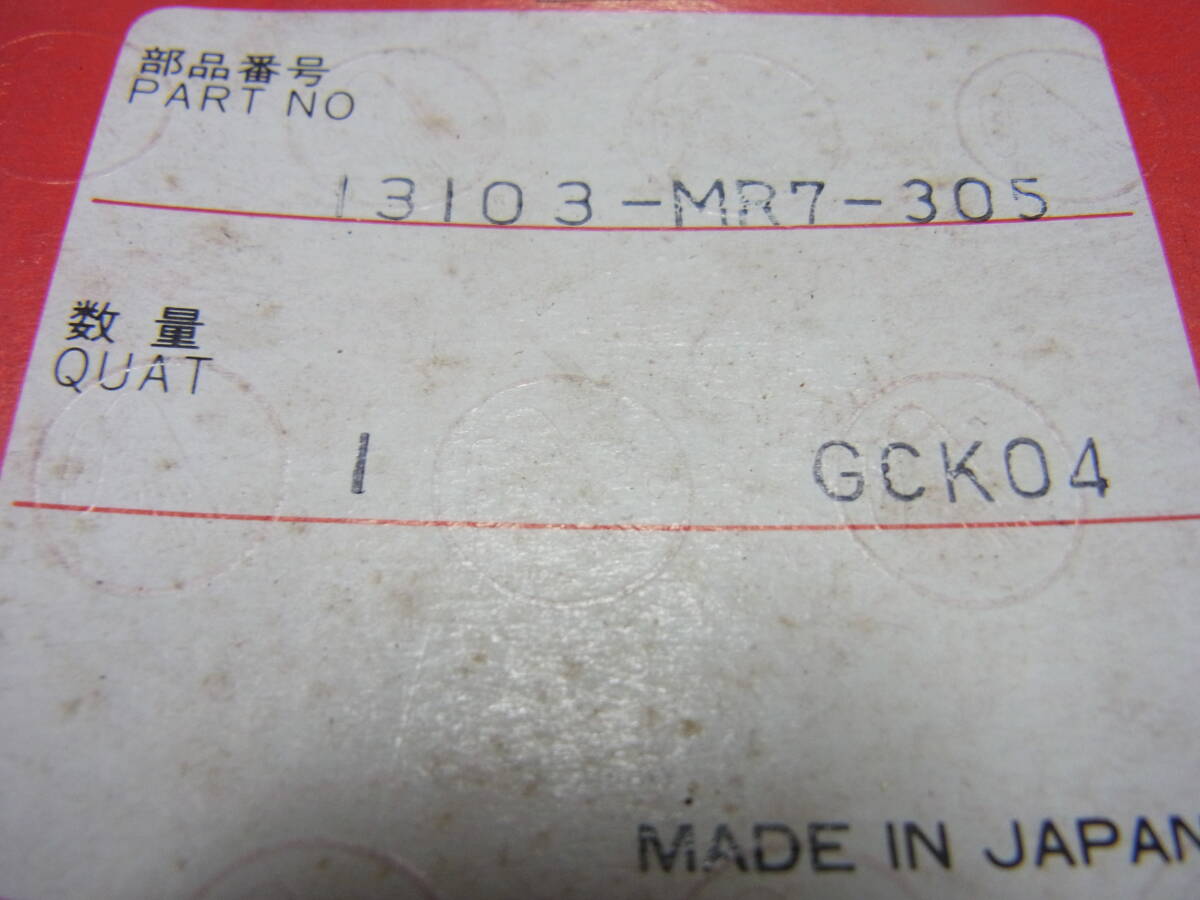 部品番号
PART NO
13103-MR7-305
数量
QUAT
1 GCK04
MADE IN JAPAN